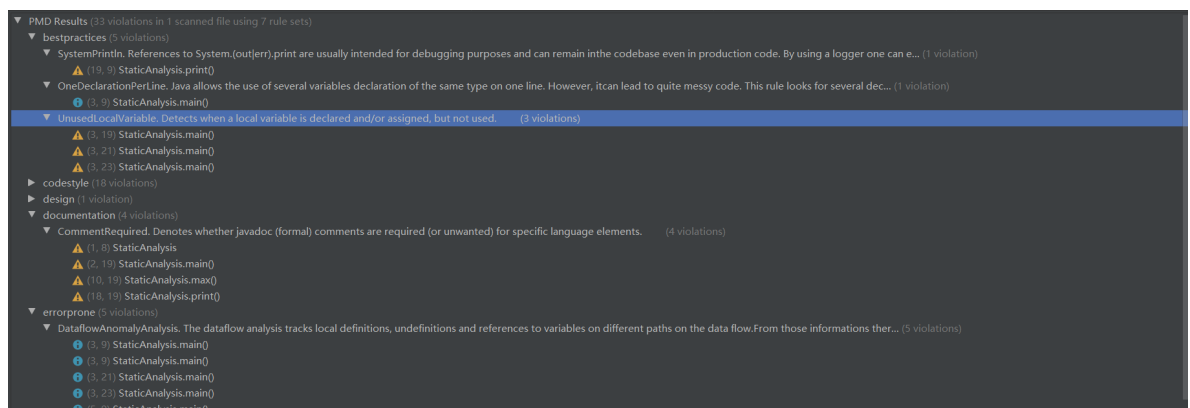 PMD Results (33 violations in 1 scanned file using 7 rule sets)
bestpractices (5 violations)
SystemPrintln. References to System.(out|err).print are usually intended for debugging purposes and can remain inthe codebase even in production code. By using a logger one can e... (1 violation)
(19, 9) StaticAnalysis.print()
OneDeclarationPerLine. Java allows the use of several variables declaration of the same type on one line. However, itcan lead to quite messy code. This rule looks for several dec... (1 violation)
(3, 9) StaticAnalysis.main()
UnusedLocalVariable. Detects when a local variable is declared and/or assigned, but not used. (3 violations)
(3, 19) StaticAnalysis.main()
(3, 21) StaticAnalysis.main()
(3, 23) StaticAnalysis.main()
codestyle (18 violations)
design (1 violation)
documentation (4 violations)
CommentRequired. Denotes whether javadoc (formal) comments are required (or unwanted) for specific language elements. (4 violations)
(1, 8) StaticAnalysis
(2, 19) StaticAnalysis.main()
(10, 19) StaticAnalysis.max()
(18, 19) StaticAnalysis.print()
errorprone (5 violations)
DataflowAnomalyAnalysis. The dataflow analysis tracks local definitions, undefinitions and references to variables on different paths on the data flow.From those informations ther... (5 violations)
(3, 9) StaticAnalysis.main()
(3, 9) StaticAnalysis.main()
(3, 21) StaticAnalysis.main()
(3, 23) StaticAnalysis.main()
StaticAnalysis.main()